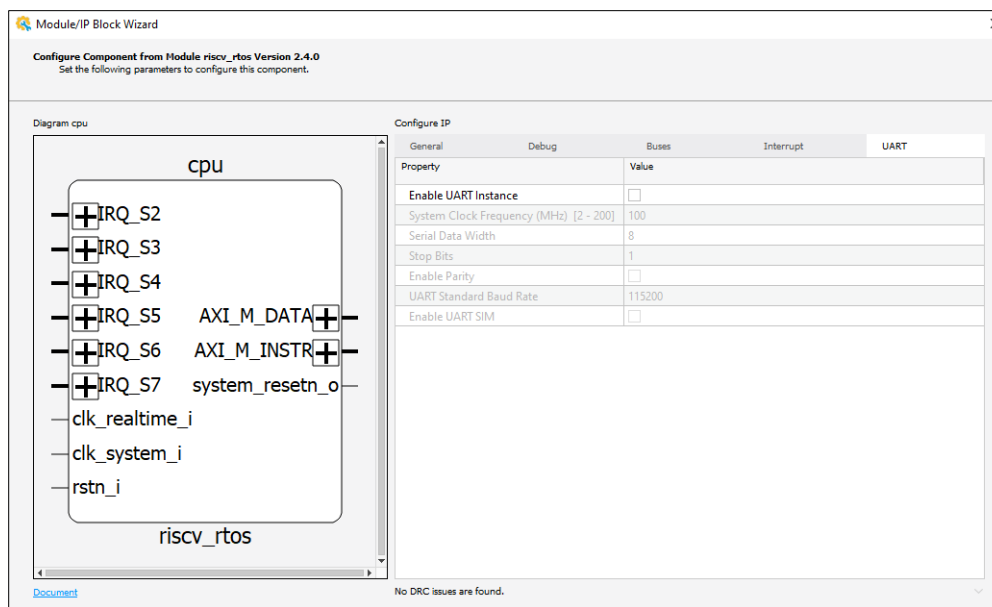 Module/IP Block Wizard
Configure Component from Module riscv_rtos Version 2.4.0
Set the following parameters to configure this component.
Diagram cpu
cpu
IRQ_S2
IRQ_S3
IRQ_S4
IRQ_S5 AXI_M_DATA
IRQ_S6 AXI_M_INSTR
IRQ_S7 system_resetn_o
clk_realtime_i
clk_system_i
rstn_i
riscv_rtos
Document
Configure IP
General Debug Buses Interrupt UART
Property Value
Enable UART Instance
System Clock Frequency (MHz) [2 - 200] 100
Serial Data Width 8
Stop Bits 1
Enable Parity
UART Standard Baud Rate 115200
Enable UART SIM
No DRC issues are found.